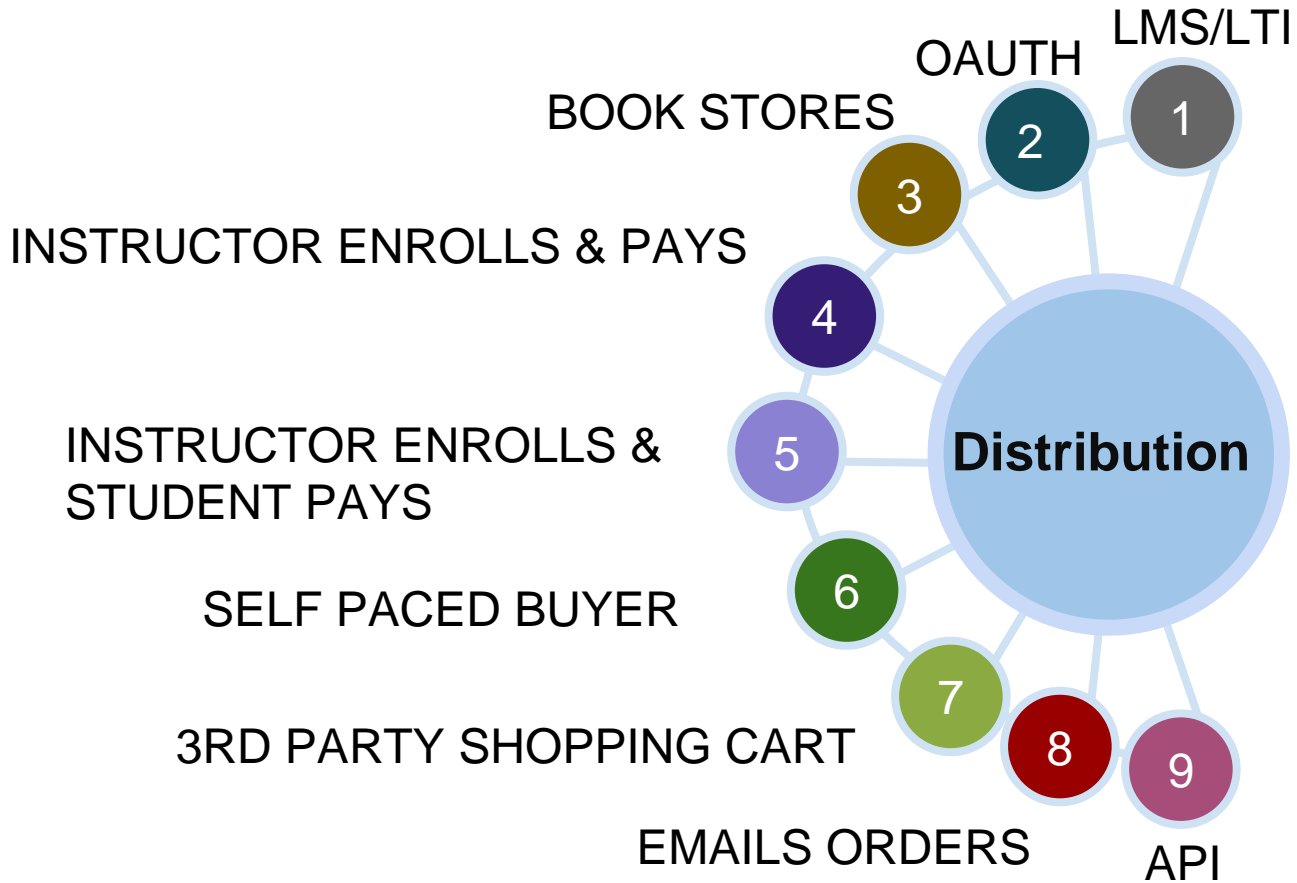 LMS/LTI
1
OAUTH
2
BOOK STORES
3
INSTRUCTOR ENROLLS & PAYS
4
INSTRUCTOR ENROLLS &
STUDENT PAYS
5
Distribution
SELF PACED BUYER
6
3RD PARTY SHOPPING CART
7
EMAILS ORDERS
8
API
9